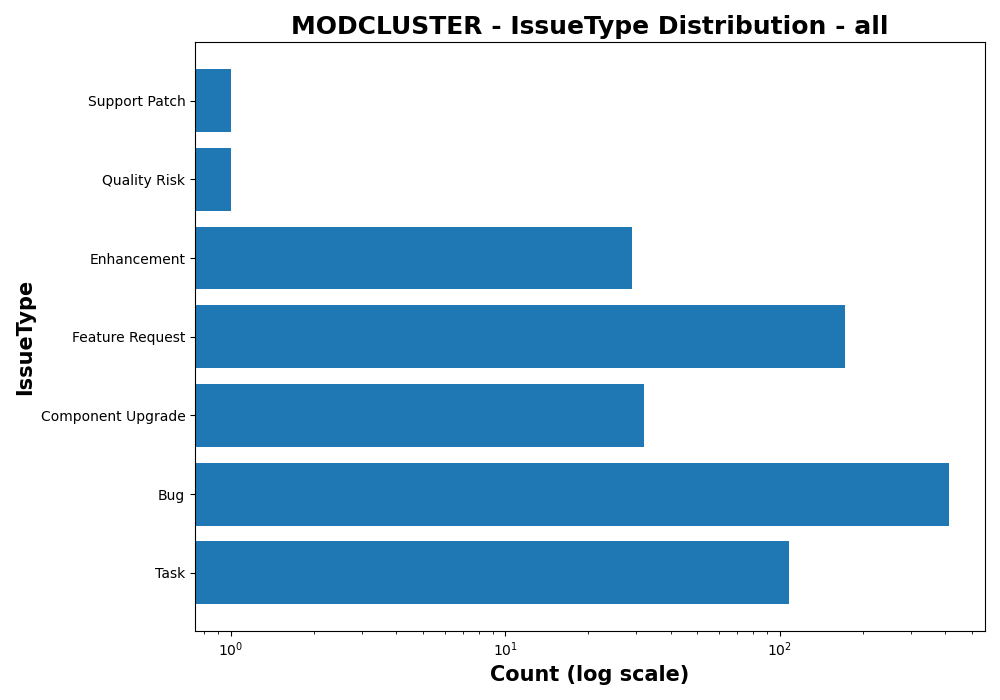 MODCLUSTER - IssueType Distribution - all
Support Patch
Quality Risk
Enhancement
Feature Request
Component Upgrade
Bug
Task
IssueType
10⁰ 10¹ 10²
Count (log scale)